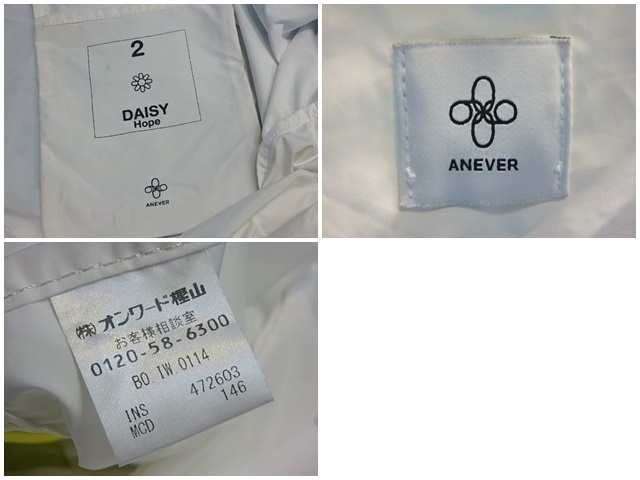 2
DAISY
Hope
ANEVER
ANEVER
㈱オンワード樫山
お客様相談室
0120-58-6300
BO IW 0114
INS 472603
MCD 146